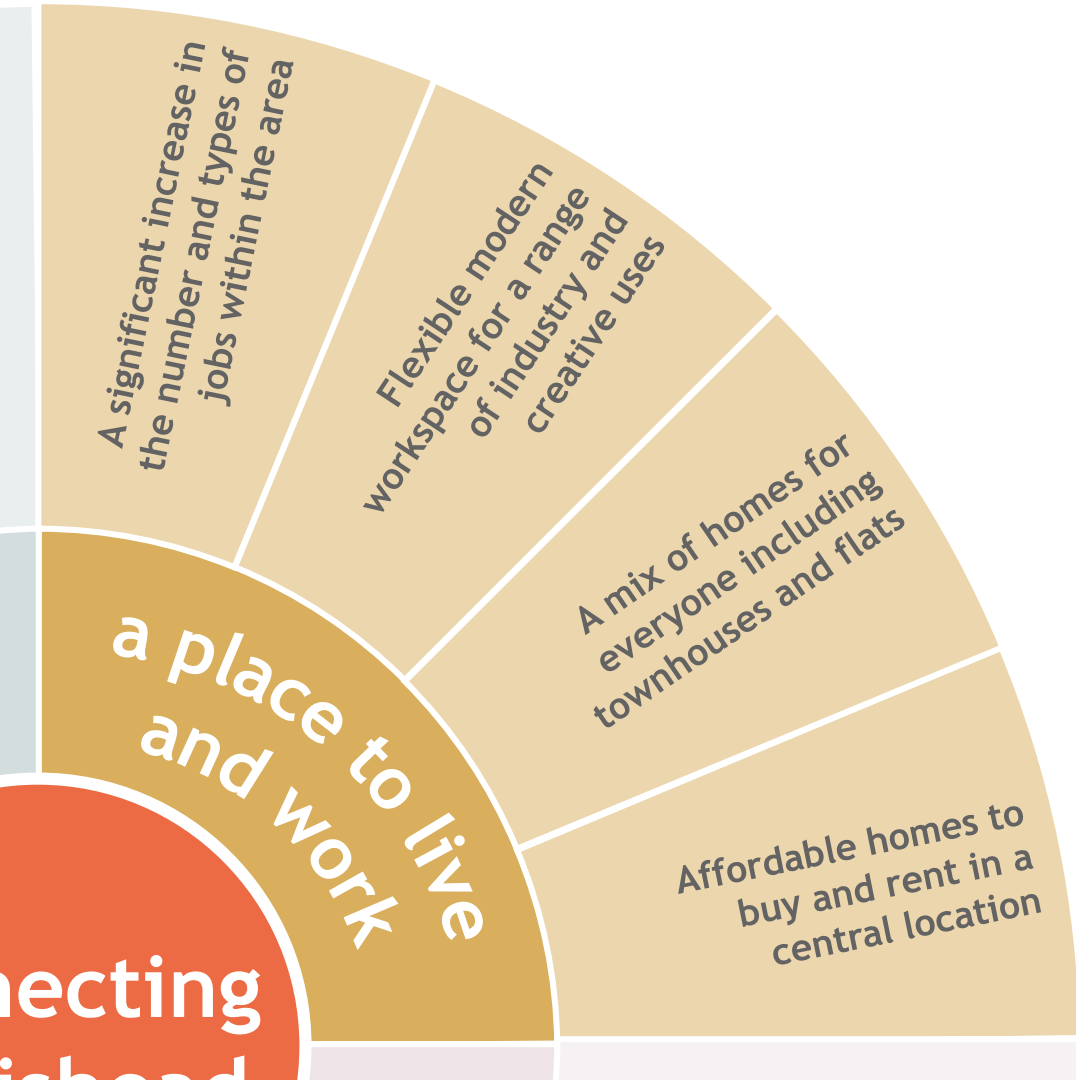 A significant increase in
the number and types of
jobs within the area
Flexible modern
workspace for a range
of industry and
creative uses
A mix of homes for
everyone including
townhouses and flats
Affordable homes to
buy and rent in a
central location
a place to live
and work